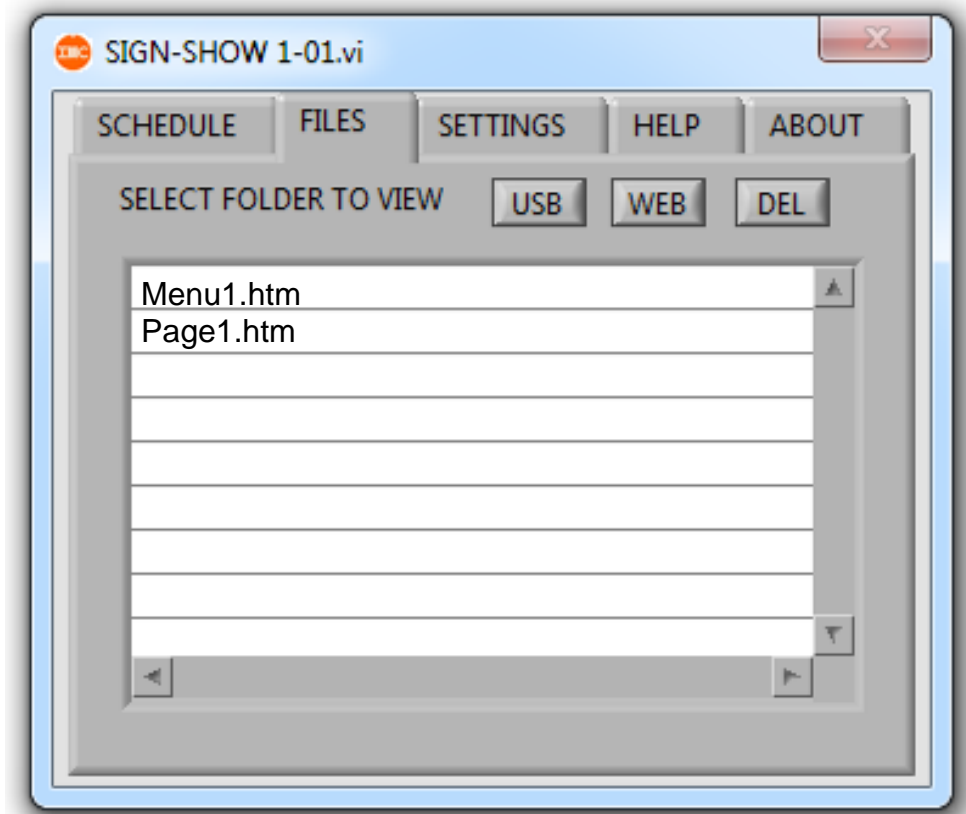 SIGN-SHOW 1-01.vi
SCHEDULE FILES SETTINGS HELP ABOUT
SELECT FOLDER TO VIEW USB WEB DEL
Menu1.htm
Page1.htm